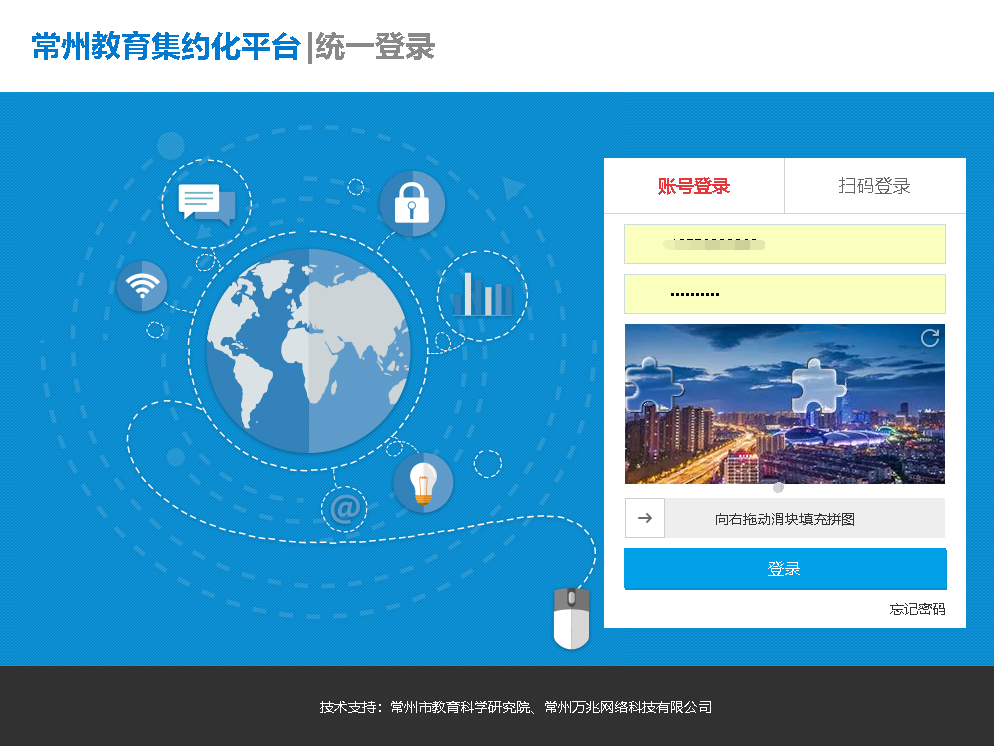 常州教育集约化平台|统一登录
账号登录
扫码登录
••••••••••
@
向右拖动滑块填充拼图
登录
忘记密码
技术支持：常州市教育科学研究院、常州万兆网络科技有限公司